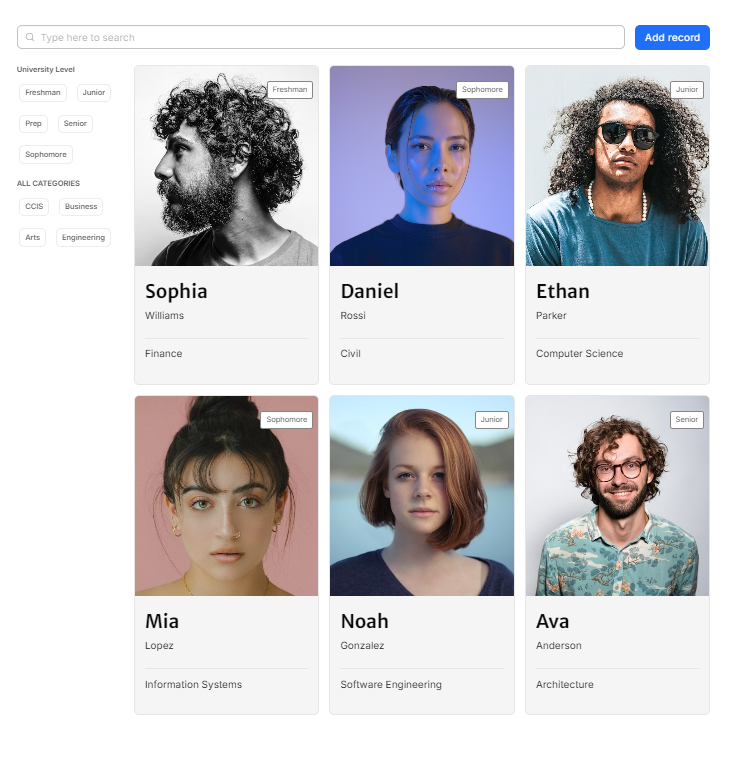 Type here to search
Add record
University Level
Freshman
Junior
Prep
Senior
Sophomore
ALL CATEGORIES
CCIS
Business
Arts
Engineering
Freshman
Sophia
Williams
Finance
Sophomore
Daniel
Rossi
Civil
Junior
Ethan
Parker
Computer Science
Sophomore
Mia
Lopez
Information Systems
Junior
Noah
Gonzalez
Software Engineering
Senior
Ava
Anderson
Architecture